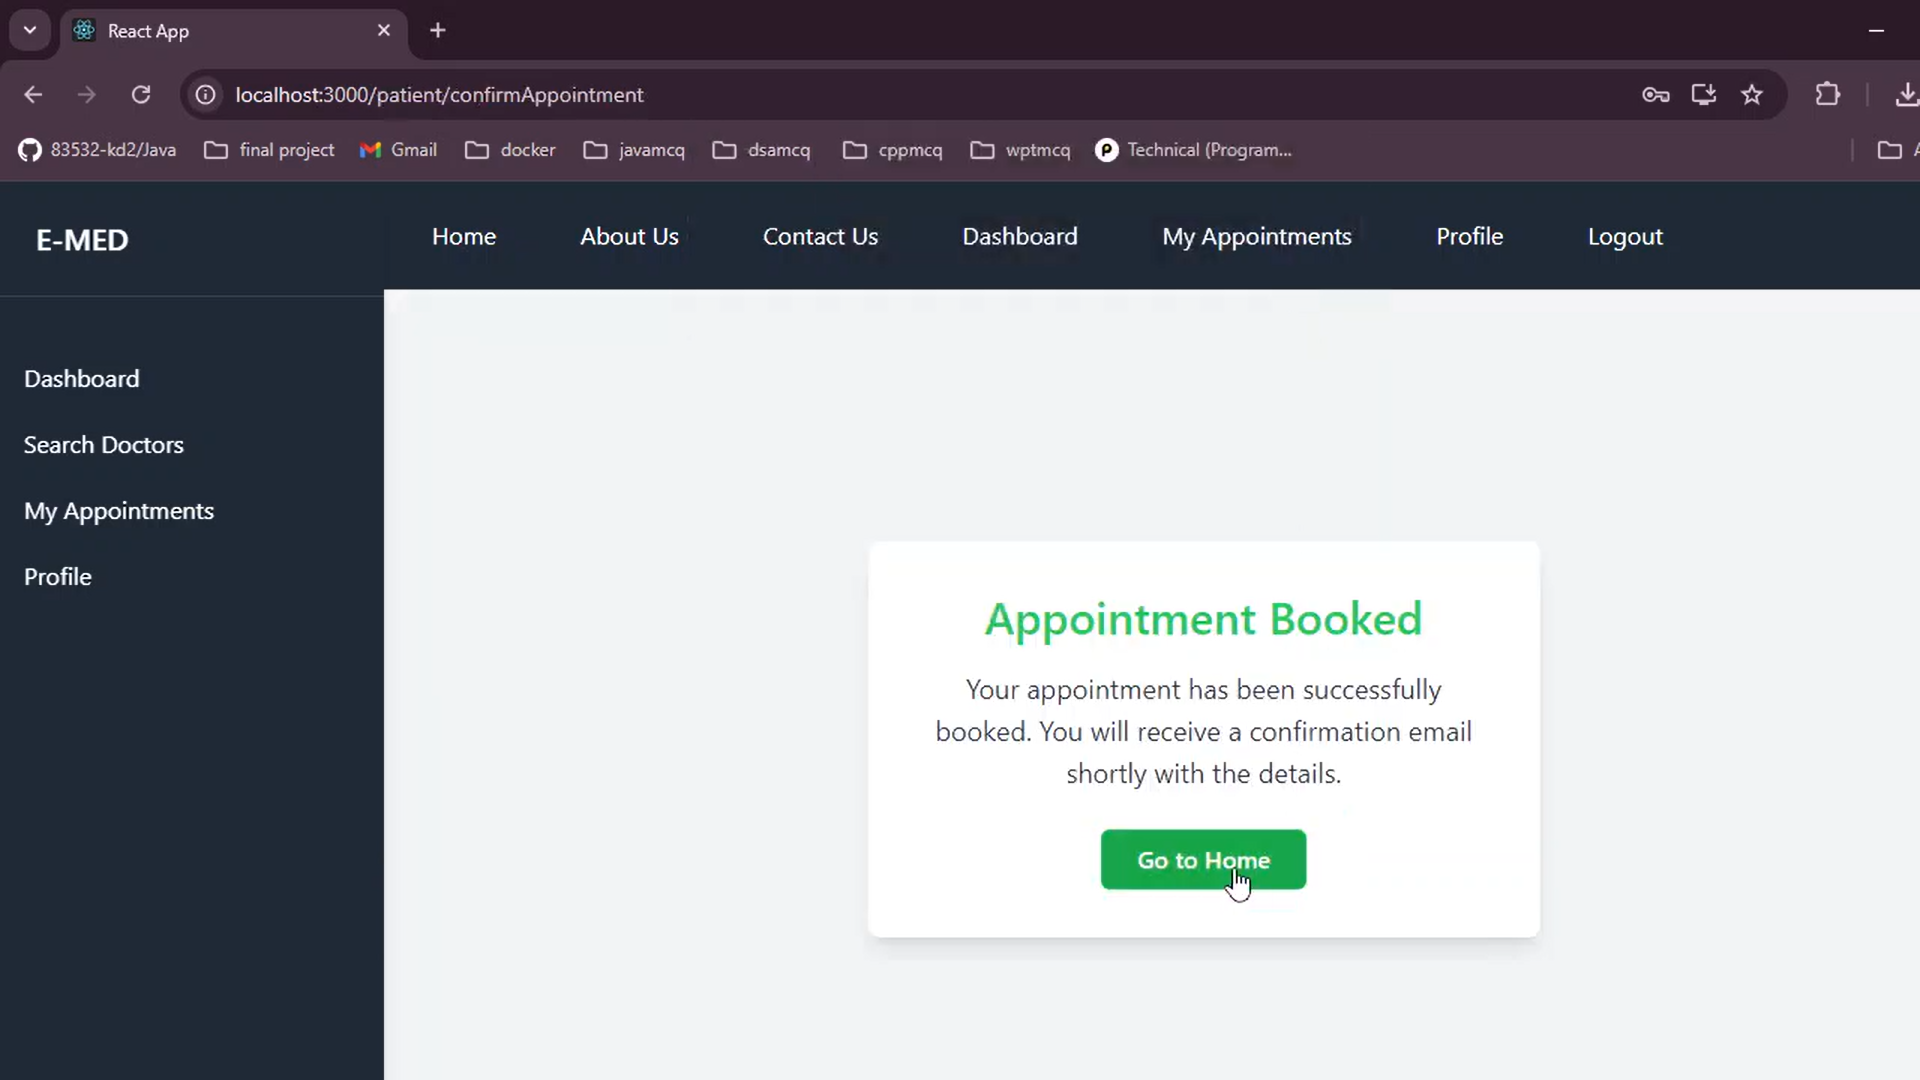 React App
localhost:3000/patient/confirmAppointment
83532-kd2/Java final project Gmail docker javamcq dsamcq cppmcq wptmcq Technical (Program...
E-MED
Home About Us Contact Us Dashboard My Appointments Profile Logout
Dashboard
Search Doctors
My Appointments
Profile
Appointment Booked
Your appointment has been successfully
booked. You will receive a confirmation email
shortly with the details.
Go to Home